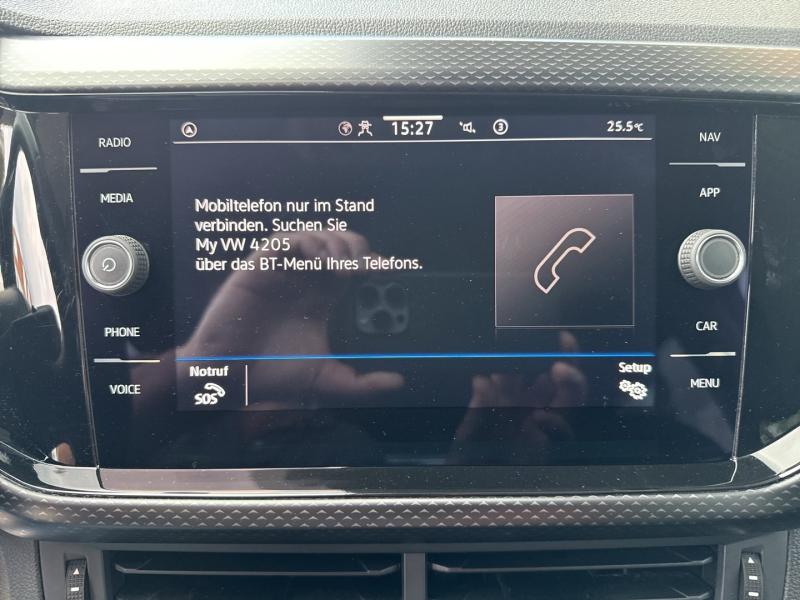 RADIO
MEDIA
PHONE
VOICE
15:27
3
25.5°C
Mobiltelefon nur im Stand
verbinden. Suchen Sie
My VW 4205
über das BT-Menü Ihres Telefons.
Notruf
SOS
Setup
NAV
APP
CAR
MENU